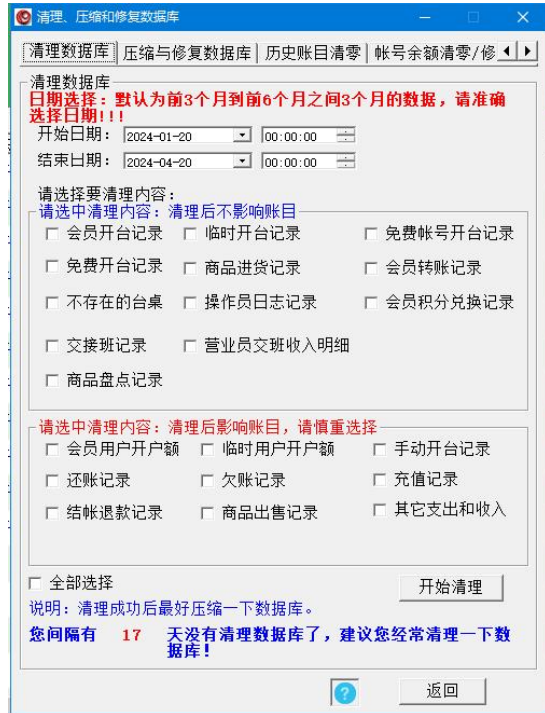 清理、压缩和修复数据库
清理数据库 压缩与修复数据库 历史账目清零 帐号余额清零/修
清理数据库
日期选择：默认为前3个月到前6个月之间3个月的数据，请准确
选择日期!!!
开始日期： 2024-01-20 00:00:00
结束日期： 2024-04-20 00:00:00
请选择要清理内容：
请选中清理内容：清理后不影响账目
会员开台记录 临时开台记录 免费帐号开台记录
免费开台记录 商品进货记录 会员转账记录
不存在的台桌 操作员日志记录 会员积分兑换记录
交接班记录 营业员交班收入明细
商品盘点记录
请选中清理内容：清理后影响账目，请慎重选择
会员用户开户额 临时用户开户额 手动开台记录
还账记录 欠账记录 充值记录
结帐退款记录 商品出售记录 其它支出和收入
全部选择 开始清理
说明：清理成功后最好压缩一下数据库。
您间隔有 17 天没有清理数据库了，建议您经常清理一下数
据库！
? 返回